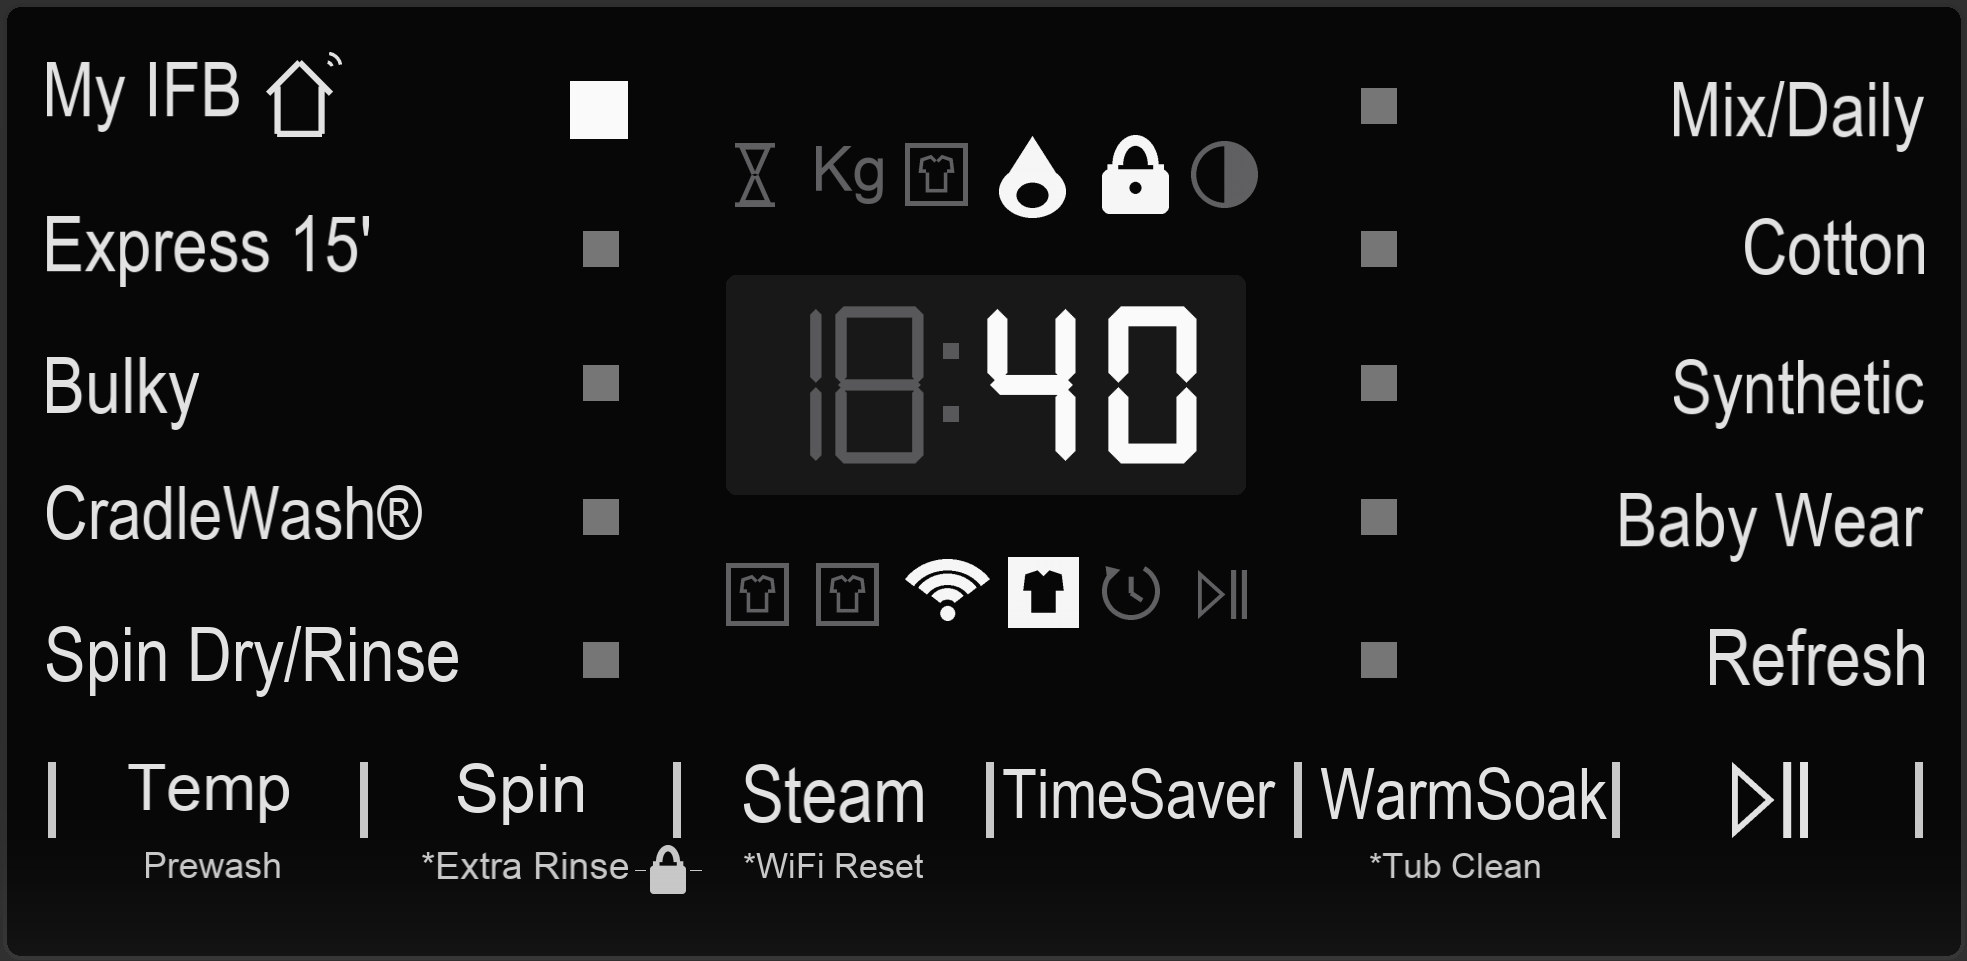 My IFB
Mix/Daily
Kg
Express 15'
Cotton
40
Bulky
Synthetic
CradleWash®
Baby Wear
Spin Dry/Rinse
Refresh
Temp
Spin
Steam
TimeSaver
WarmSoak
Prewash
*Extra Rinse
*WiFi Reset
*Tub Clean